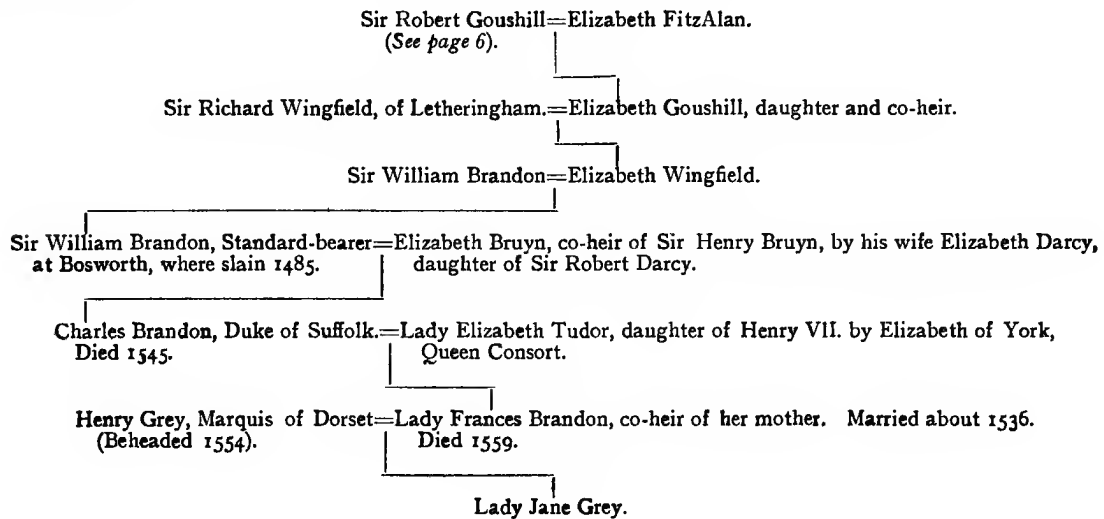 Sir Robert Goushill=Elizabeth FitzAlan.
(See page 6).
Sir Richard Wingfield, of Letheringham.=Elizabeth Goushill, daughter and co-heir.
Sir William Brandon=Elizabeth Wingfield.
Sir William Brandon, Standard-bearer=Elizabeth Bruyn, co-heir of Sir Henry Bruyn, by his wife Elizabeth Darcy,
at Bosworth, where slain 1485. daughter of Sir Robert Darcy.
Charles Brandon, Duke of Suffolk.=Lady Elizabeth Tudor, daughter of Henry VII. by Elizabeth of York,
Died 1545. Queen Consort.
Henry Grey, Marquis of Dorset=Lady Frances Brandon, co-heir of her mother. Married about 1536.
(Beheaded 1554). Died 1559.
Lady Jane Grey.